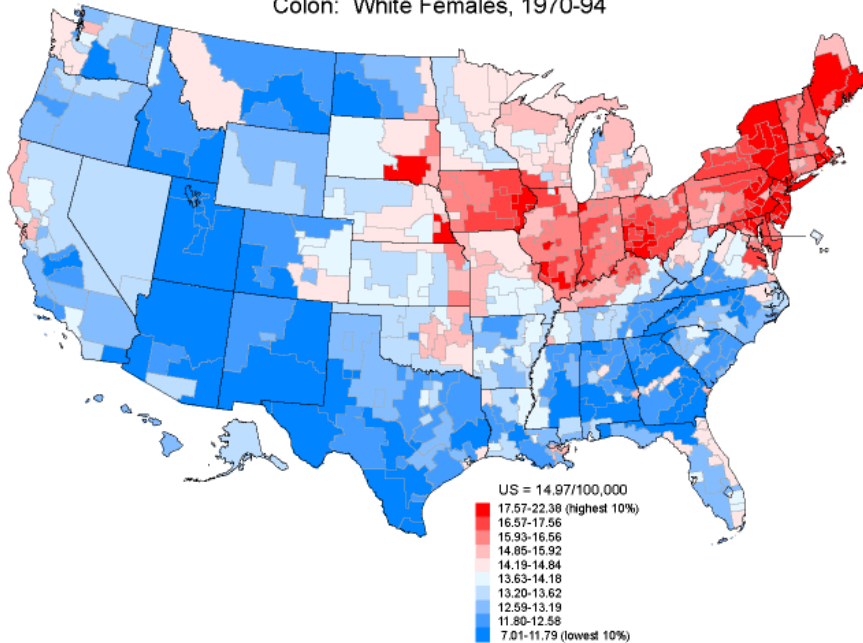 Colon: White Females, 1970-94
US = 14.97/100,000
17.57-22.38 (highest 10%)
16.57-17.56
15.93-16.56
14.85-15.92
14.19-14.84
13.63-14.18
13.20-13.62
12.59-13.19
11.80-12.58
7.01-11.79 (lowest 10%)